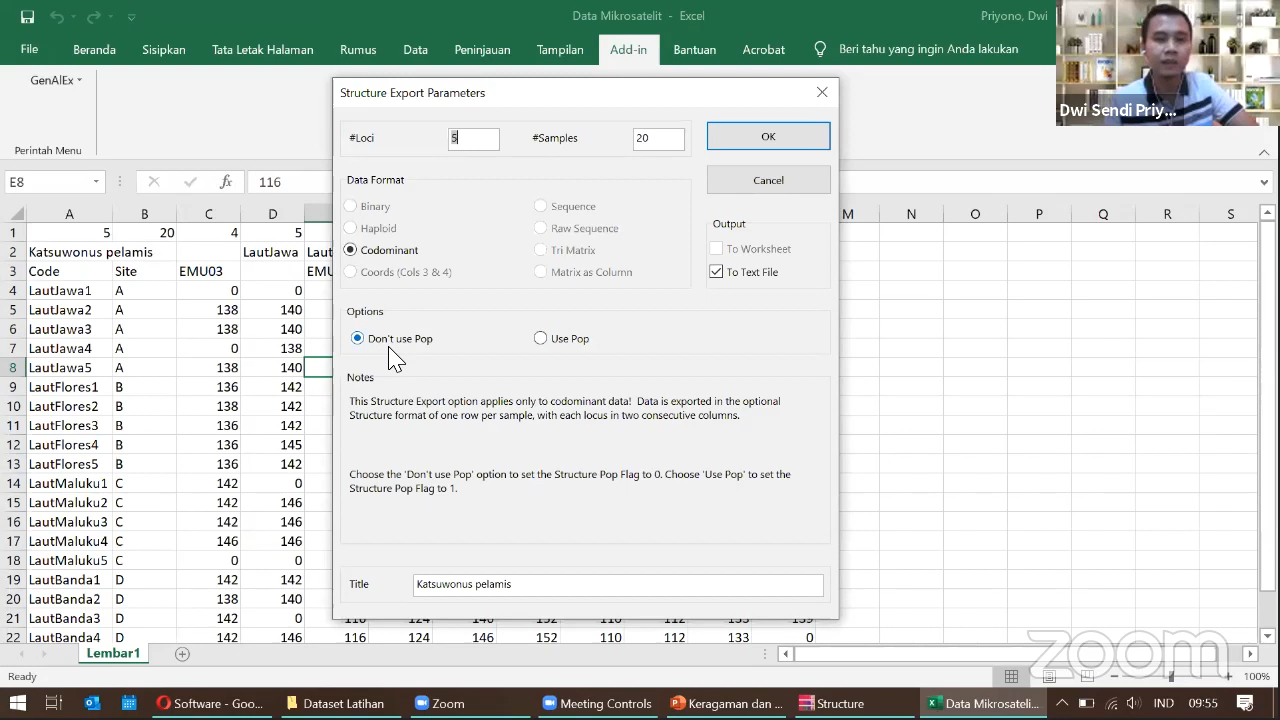 Data Mikrosatelit - Excel
Priyono, Dwi
File Beranda Sisipkan Tata Letak Halaman Rumus Data Peninjauan Tampilan Add-in Bantuan Acrobat Beri tahu yang ingin Anda lakukan
GenAlEx
Perintah Menu
Dwi Sendi Priy...
Structure Export Parameters
#Loci 5 #Samples 20 OK
Cancel
Data Format
Binary Sequence
Haploid Raw Sequence
Codominant Tri Matrix
Coords (Cols 3 & 4) Matrix as Column
Output
To Worksheet
To Text File
Options
Don't use Pop Use Pop
Notes
This Structure Export option applies only to codominant data! Data is exported in the optional
Structure format of one row per sample, with each locus in two consecutive columns.
Choose the 'Don't use Pop' option to set the Structure Pop Flag to 0. Choose 'Use Pop' to set the
Structure Pop Flag to 1.
Title Katsuwonus pelamis
E8 fx 116
A B C D M N O P Q R S
1 5 20 4 5
2 Katsuwonus pelamis LautJawa Laut
3 Code Site EMU03 EM
4 LautJawa1 A 0 0
5 LautJawa2 A 138 140
6 LautJawa3 A 138 140
7 LautJawa4 A 0 138
8 LautJawa5 A 138 140
9 LautFlores1 B 136 142
10 LautFlores2 B 138 142
11 LautFlores3 B 136 142
12 LautFlores4 B 136 145
13 LautFlores5 B 136 142
14 LautMaluku1 C 142 0
15 LautMaluku2 C 142 146
16 LautMaluku3 C 142 146
17 LautMaluku4 C 146 146
18 LautMaluku5 C 0 0
19 LautBanda1 D 142 142
20 LautBanda2 D 138 140
21 LautBanda3 D 142 0 116 124 146 152 110 112 133 139
22 LautBanda4 D 142 146 116 124 146 152 110 112 133 0
Lembar1
zoom
Ready 100%
Software - Goo... Dataset Latihan Zoom Meeting Controls Keragaman dan ... Structure Data Mikrosatelit... IND 09:55